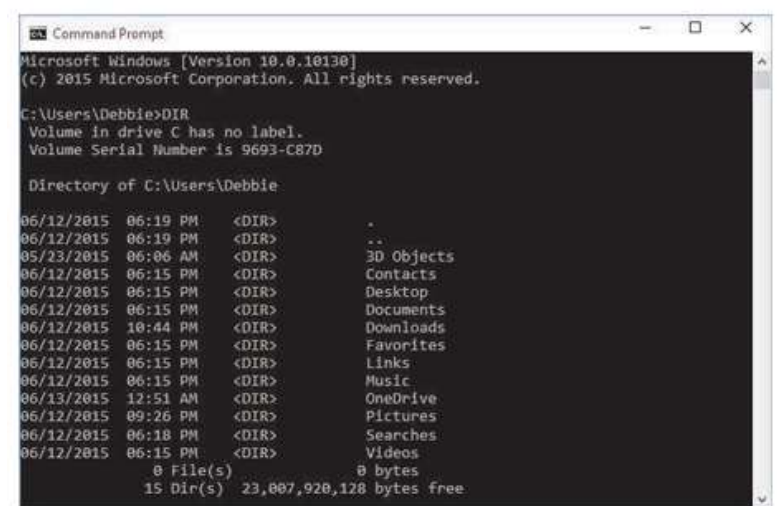 Command Prompt
Microsoft Windows [Version 10.0.10130]
(c) 2015 Microsoft Corporation. All rights reserved.
C:\Users\Debbie>DIR
Volume in drive C has no label.
Volume Serial Number is 9693-C87D
Directory of C:\Users\Debbie
06/12/2015 06:19 PM <DIR> .
06/12/2015 06:19 PM <DIR> ..
05/23/2015 06:06 AM <DIR> 3D Objects
06/12/2015 06:15 PM <DIR> Contacts
06/12/2015 06:15 PM <DIR> Desktop
06/12/2015 06:15 PM <DIR> Documents
06/12/2015 10:44 PM <DIR> Downloads
06/12/2015 06:15 PM <DIR> Favorites
06/12/2015 06:15 PM <DIR> Links
06/12/2015 06:15 PM <DIR> Music
06/13/2015 12:51 AM <DIR> OneDrive
06/12/2015 09:26 PM <DIR> Pictures
06/12/2015 06:18 PM <DIR> Searches
06/12/2015 06:15 PM <DIR> Videos
0 File(s) 0 bytes
15 Dir(s) 23,007,920,128 bytes free